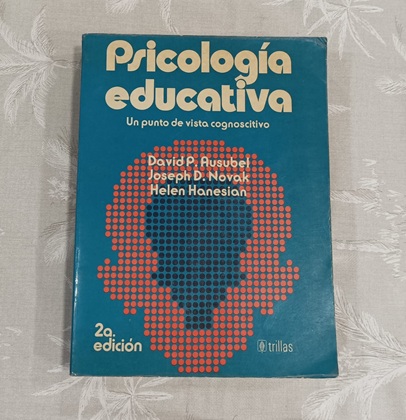 Psicología
educativa
Un punto de vista cognoscitivo
David P. Ausubel
Joseph D. Novak
Helen Hanesian
2a.
edición
trillas